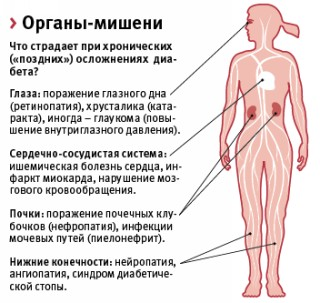 › Органы-мишени
Что страдает при хронических
(«поздних») осложнениях диа-
бета?
Глаза: поражение глазного дна
(ретинопатия), хрусталика (ката-
ракта), иногда – глаукома (повы-
шение внутриглазного давления).
Сердечно-сосудистая система:
ишемическая болезнь сердца, ин-
фаркт миокарда, нарушение моз-
гового кровообращения.
Почки: поражение почечных клу-
бочков (нефропатия), инфекции
мочевых путей (пиелонефрит).
Нижние конечности: нейропатия,
ангиопатия, синдром диабетиче-
ской стопы.